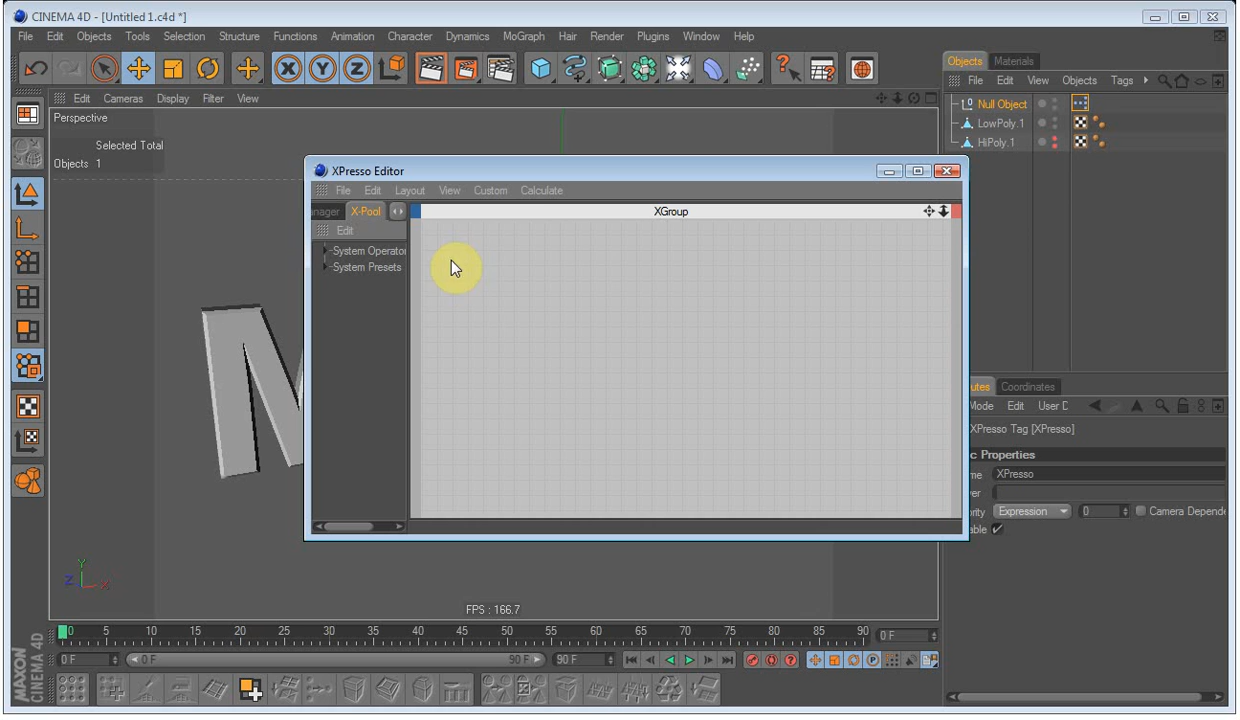 CINEMA 4D - [Untitled 1.c4d *]
File Edit Objects Tools Selection Structure Functions Animation Character Dynamics MoGraph Hair Render Plugins Window Help
Objects Materials
File Edit View Objects Tags
Edit Cameras Display Filter View
Perspective
Selected Total
Objects 1
Null Object
LowPoly.1
HiPoly.1
XPresso Editor
File Edit Layout View Custom Calculate
anager X-Pool
XGroup
Edit
System Operator
System Presets
utes Coordinates
Mode Edit User D
XPresso Tag [XPresso]
c Properties
me XPresso
yer
ority Expression 0 Camera Depende
able
Y
Z X
FPS : 166.7
0 5 10 15 20 25 30 35 40 45 50 55 60 65 70 75 80 85 90 0 F
0 F 0 F 90 F 90 F
MAXON
CINEMA 4D